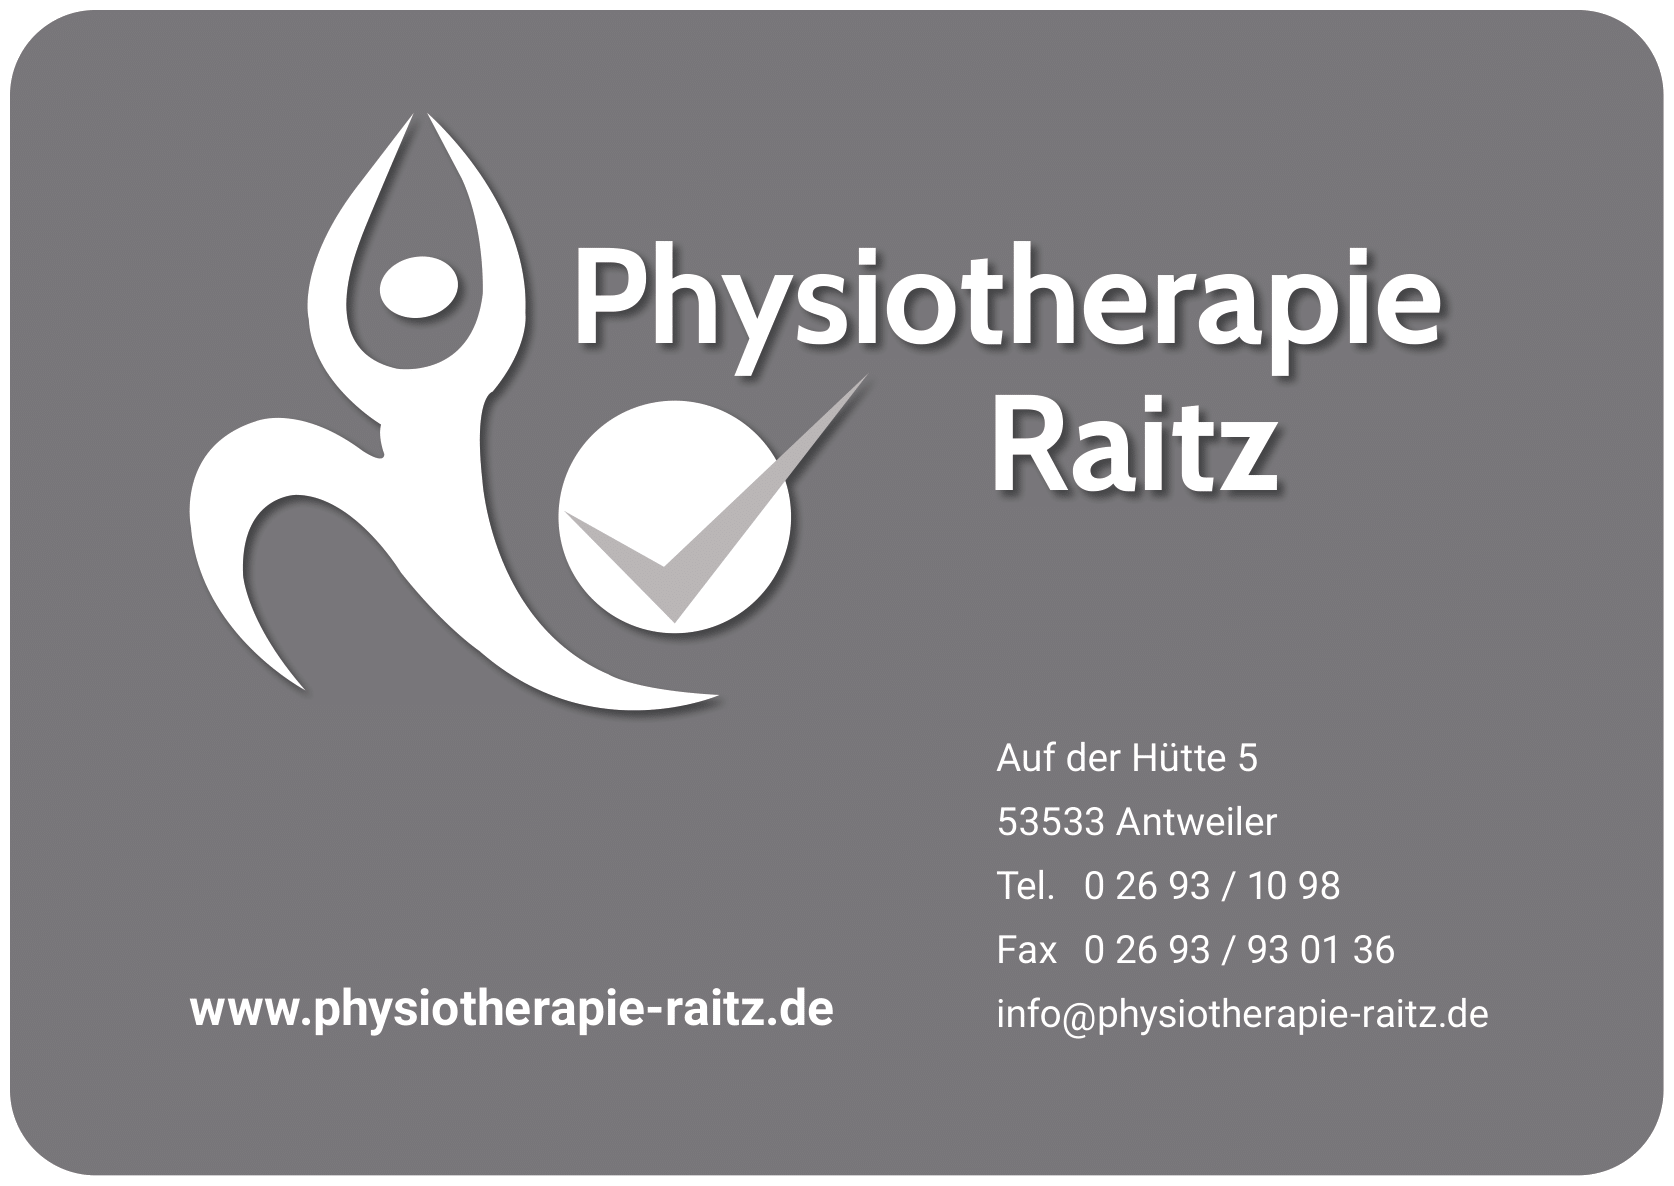 Physiotherapie
Raitz
Auf der Hütte 5
53533 Antweiler
Tel. 0 26 93 / 10 98
Fax 0 26 93 / 93 01 36
info@physiotherapie-raitz.de
www.physiotherapie-raitz.de